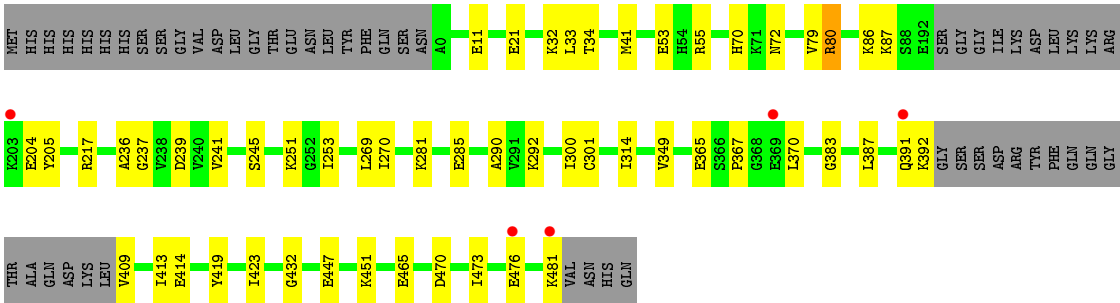 MET HIS HIS HIS HIS HIS HIS SER SER GLY VAL ASP LEU GLY THR GLU ASN LEU TYR PHE GLN SER ASN A0 E11 E21 K32 L33 T34 M41 E53 H54 R55 H70 K71 N72 V79 R80 K86 K87 S88 E192 SER GLY GLY ILE LYS ASP LEU LYS LYS ARG
K203 E204 Y205 R217 A236 G237 V238 D239 V240 V241 S245 K251 G252 I253 L269 I270 K281 E285 A290 V291 K292 I300 C301 I314 V349 E365 S366 P367 G368 E369 L370 G383 L387 Q391 K392 GLY SER SER ASP ARG TYR PHE GLN GLN GLY
THR ALA GLN ASP LYS LEU V409 I413 E414 Y419 I423 G432 E447 K451 E465 D470 I473 E476 K481 VAL ASN HIS GLN